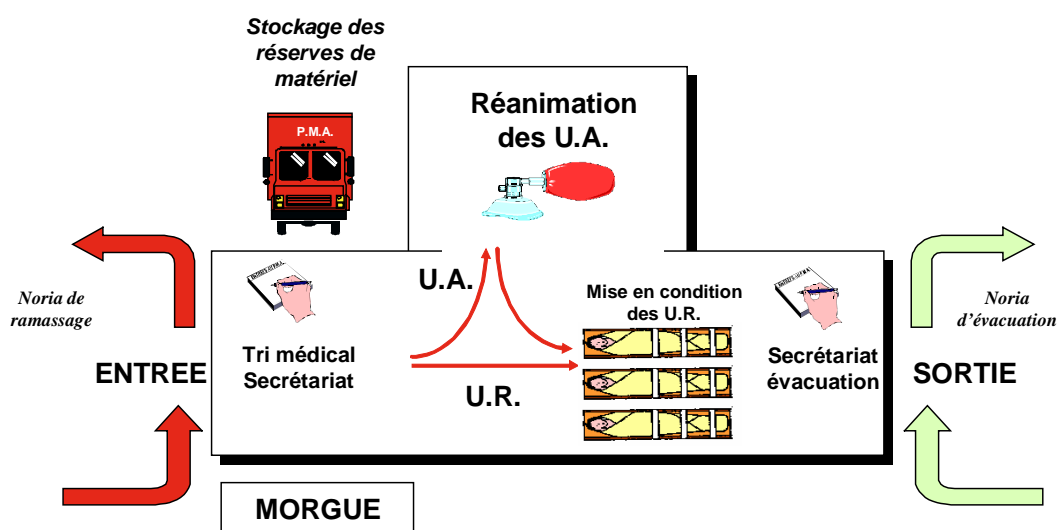 Stockage des
réserves de
matériel
P.M.A.
Réanimation
des U.A.
Noria de
ramassage
ENTREE
Tri médical
Secrétariat
U.A.
U.R.
Mise en condition
des U.R.
Secrétariat
évacuation
Noria
d'évacuation
SORTIE
MORGUE